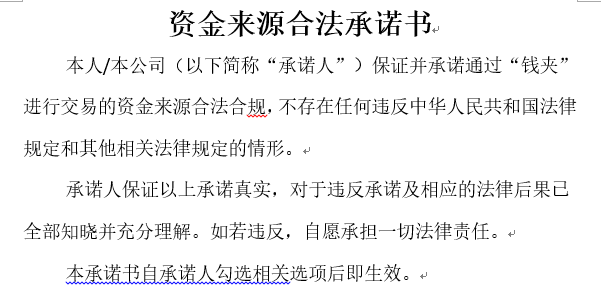 资金来源合法承诺书
本人/本公司（以下简称“承诺人”）保证并承诺通过“钱夹”
进行交易的资金来源合法合规，不存在任何违反中华人民共和国法律
规定和其他相关法律规定的情形。
承诺人保证以上承诺真实，对于违反承诺及相应的法律后果已
全部知晓并充分理解。如若违反，自愿承担一切法律责任。
本承诺书自承诺人勾选相关选项后即生效。